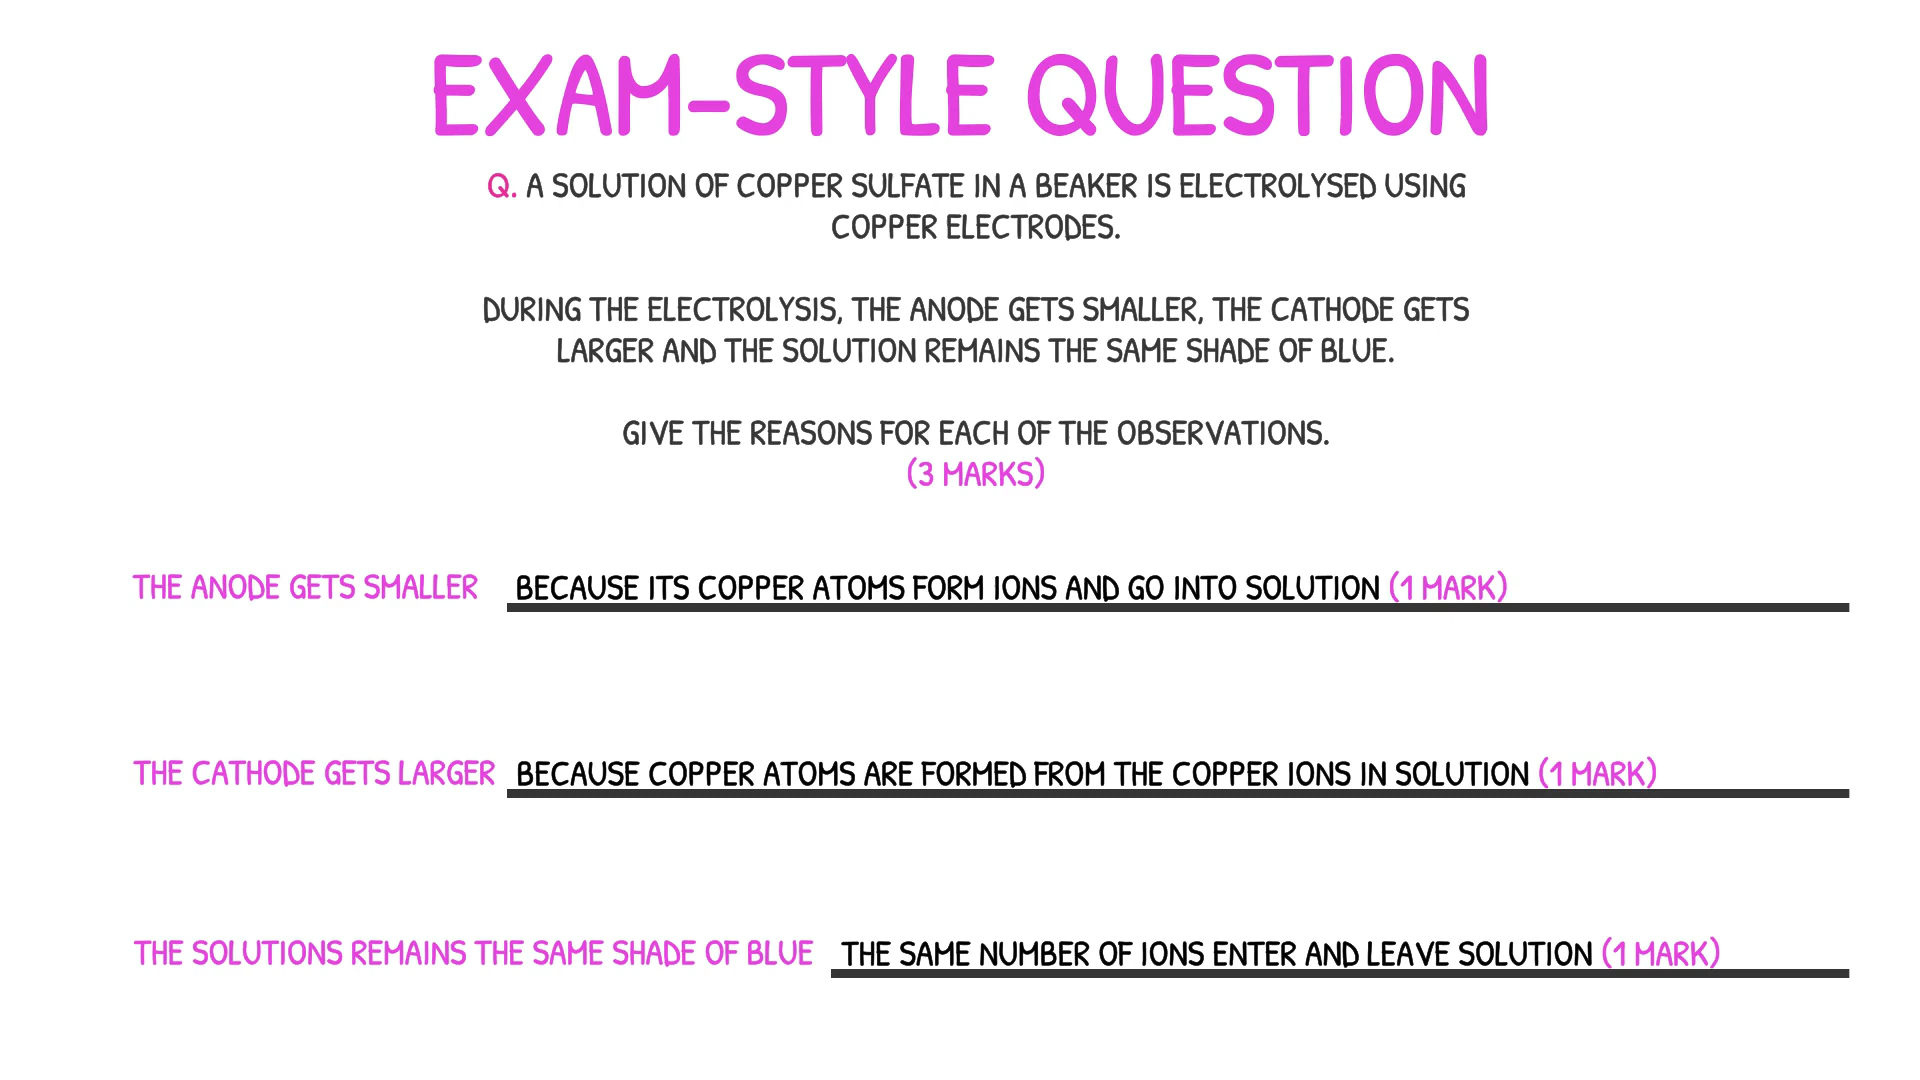 EXAM-STYLE QUESTION
Q. A SOLUTION OF COPPER SULFATE IN A BEAKER IS ELECTROLYSED USING
COPPER ELECTRODES.
DURING THE ELECTROLYSIS, THE ANODE GETS SMALLER, THE CATHODE GETS
LARGER AND THE SOLUTION REMAINS THE SAME SHADE OF BLUE.
GIVE THE REASONS FOR EACH OF THE OBSERVATIONS.
(3 MARKS)
THE ANODE GETS SMALLER BECAUSE ITS COPPER ATOMS FORM IONS AND GO INTO SOLUTION (1 MARK)
THE CATHODE GETS LARGER BECAUSE COPPER ATOMS ARE FORMED FROM THE COPPER IONS IN SOLUTION (1 MARK)
THE SOLUTIONS REMAINS THE SAME SHADE OF BLUE THE SAME NUMBER OF IONS ENTER AND LEAVE SOLUTION (1 MARK)